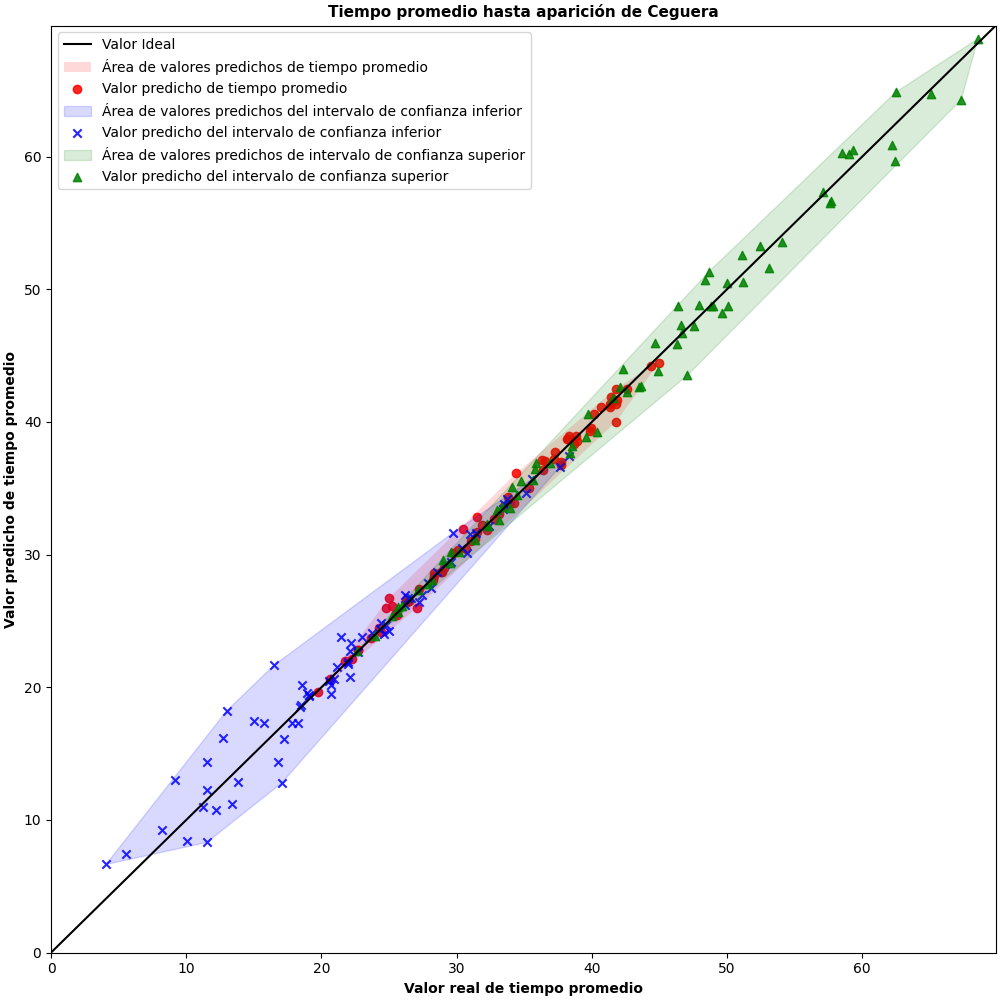 Tiempo promedio hasta aparición de Ceguera
Valor Ideal
Área de valores predichos de tiempo promedio
Valor predicho de tiempo promedio
Área de valores predichos del intervalo de confianza inferior
Valor predicho del intervalo de confianza inferior
Área de valores predichos de intervalo de confianza superior
Valor predicho del intervalo de confianza superior
Valor predicho de tiempo promedio
60
50
40
30
20
10
0
0 10 20 30 40 50 60
Valor real de tiempo promedio